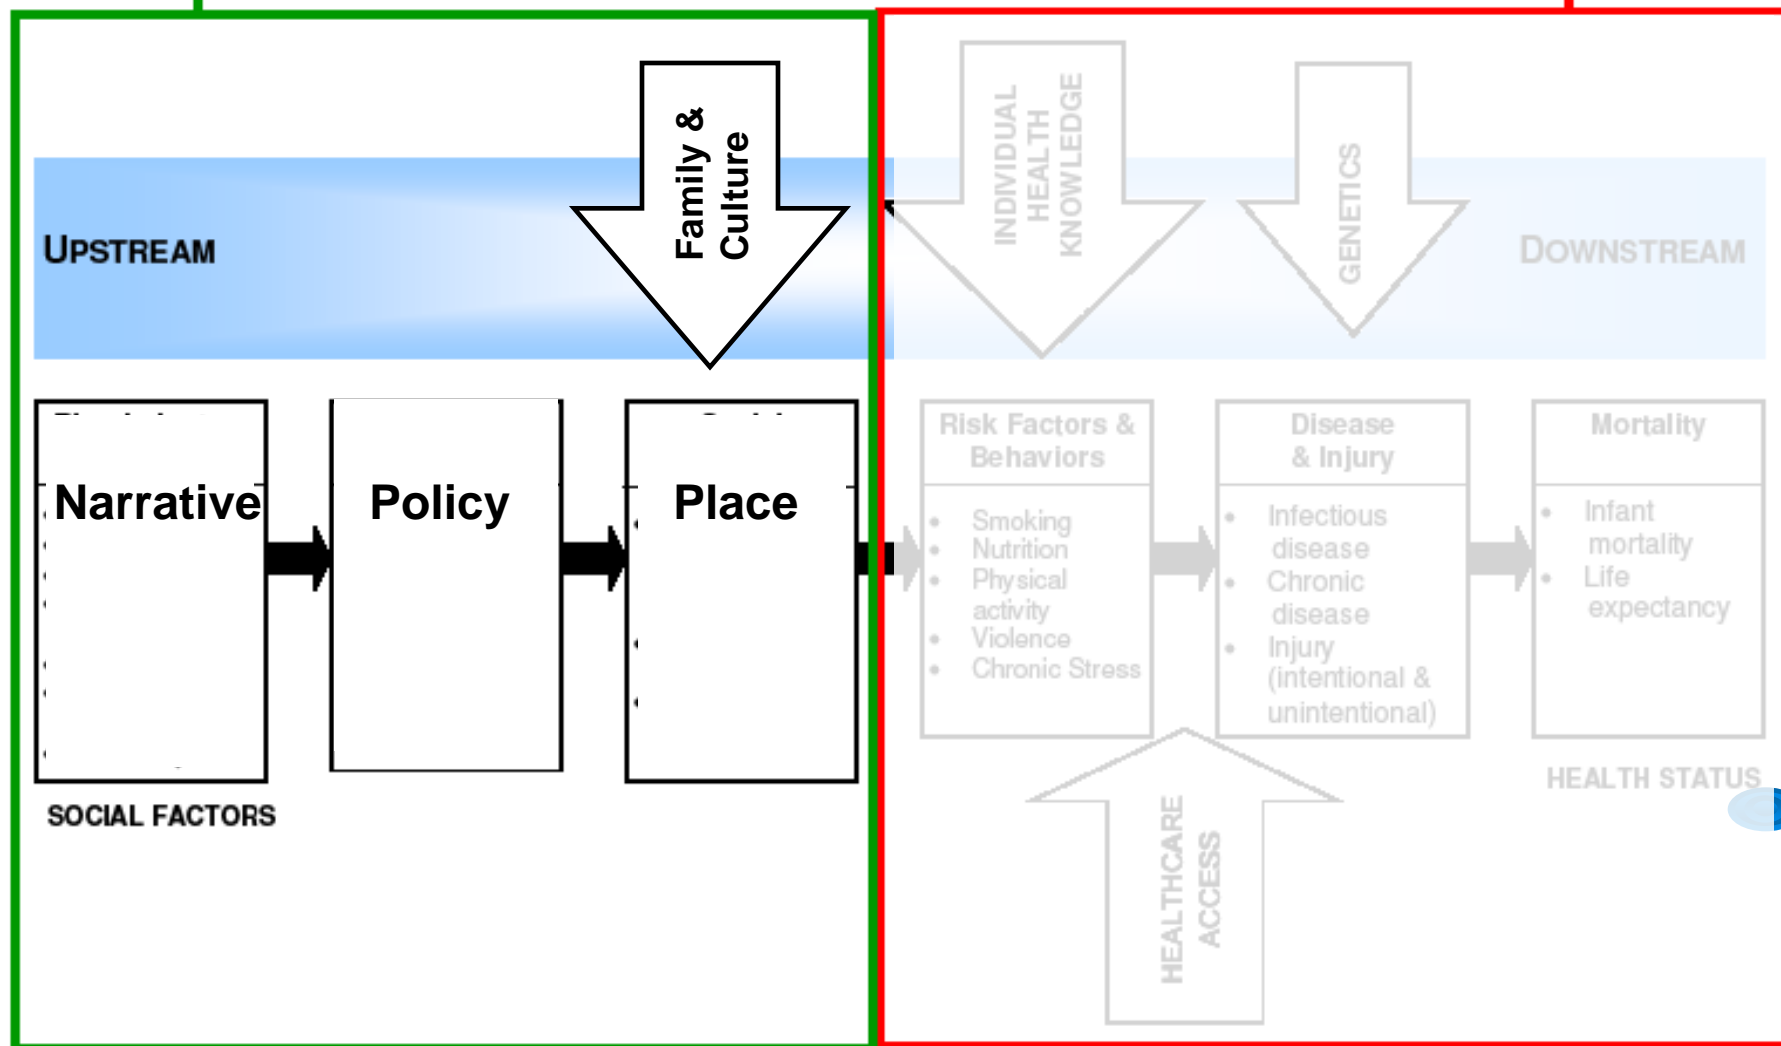 Family &
Culture
INDIVIDUAL
HEALTH
KNOWLEDGE
GENETICS
UPSTREAM
DOWNSTREAM
Narrative
Policy
Place
Risk Factors &
Behaviors
• Smoking
• Nutrition
• Physical
activity
• Violence
• Chronic Stress
Disease
& Injury
• Infectious
disease
• Chronic
disease
• Injury
(intentional &
unintentional)
Mortality
• Infant
mortality
• Life
expectancy
SOCIAL FACTORS
HEALTH STATUS
HEALTHCARE
ACCESS